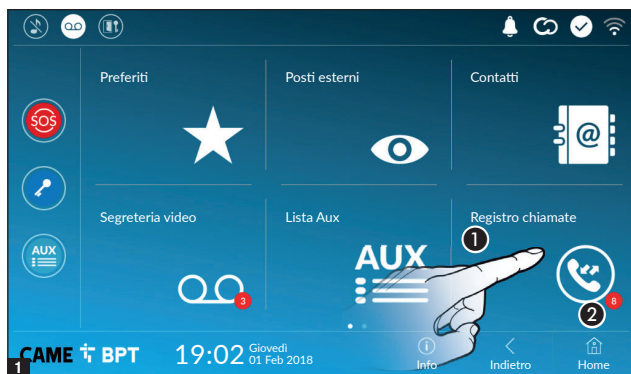 Preferiti
Posti esterni
Contatti
SOS
@
Segreteria video
Lista Aux
Registro chiamate
1
AUX
AUX
3
8
2
1
CAME BPT
19:02
Giovedì
01 Feb 2018
Info
Indietro
Home